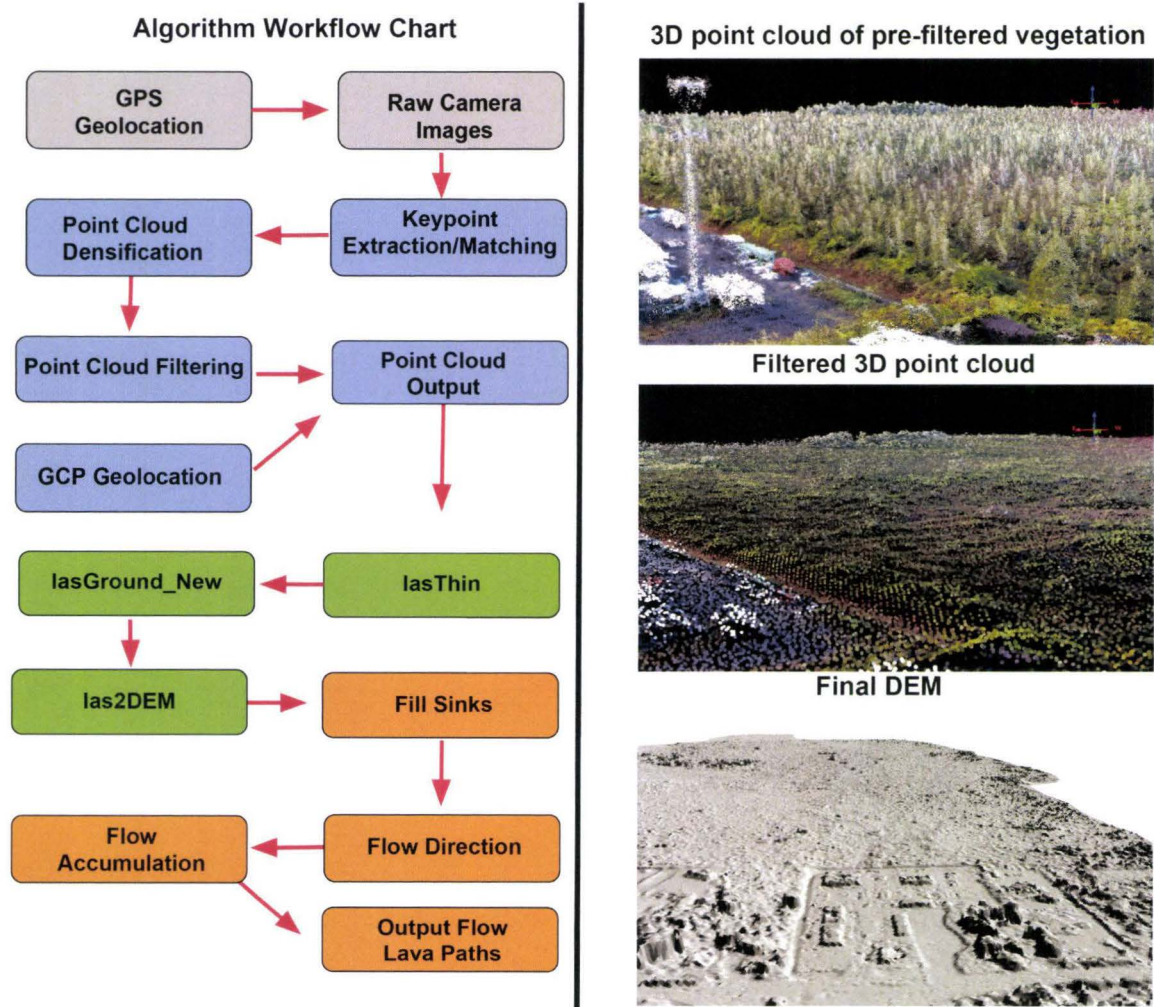 Algorithm Workflow Chart
GPS
Geolocation
Raw Camera
Images
Point Cloud
Densification
Keypoint
Extraction/Matching
Point Cloud Filtering
Point Cloud
Output
GCP Geolocation
lasGround_New
lasThin
las2DEM
Fill Sinks
Flow
Accumulation
Flow Direction
Output Flow
Lava Paths
3D point cloud of pre-filtered vegetation
Filtered 3D point cloud
Final DEM